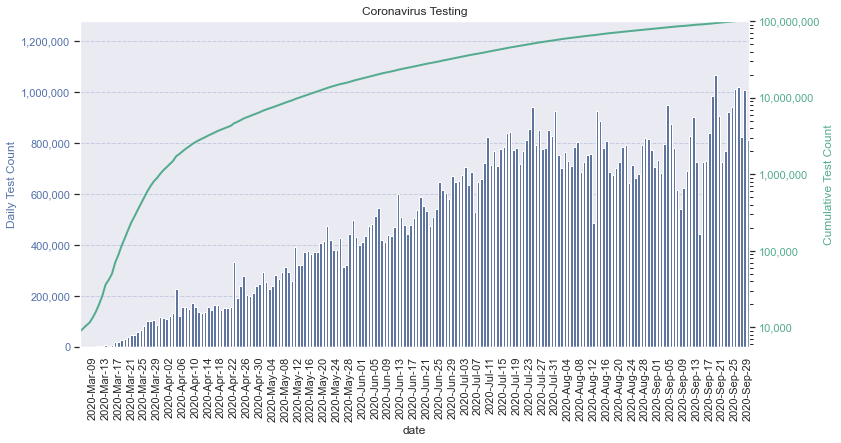 Coronavirus Testing
Daily Test Count
1,200,000
1,000,000
800,000
600,000
400,000
200,000
0
100,000,000
10,000,000
1,000,000
100,000
10,000
Cumulative Test Count
2020-Mar-09
2020-Mar-13
2020-Mar-17
2020-Mar-21
2020-Mar-25
2020-Mar-29
2020-Apr-02
2020-Apr-06
2020-Apr-10
2020-Apr-14
2020-Apr-18
2020-Apr-22
2020-Apr-26
2020-Apr-30
2020-May-04
2020-May-08
2020-May-12
2020-May-16
2020-May-20
2020-May-24
2020-May-28
2020-Jun-01
2020-Jun-05
2020-Jun-09
2020-Jun-13
2020-Jun-17
2020-Jun-21
2020-Jun-25
2020-Jun-29
2020-Jul-03
2020-Jul-07
2020-Jul-11
2020-Jul-15
2020-Jul-19
2020-Jul-23
2020-Jul-27
2020-Jul-31
2020-Aug-04
2020-Aug-08
2020-Aug-12
2020-Aug-16
2020-Aug-20
2020-Aug-24
2020-Aug-28
2020-Sep-01
2020-Sep-05
2020-Sep-09
2020-Sep-13
2020-Sep-17
2020-Sep-21
2020-Sep-25
2020-Sep-29
date